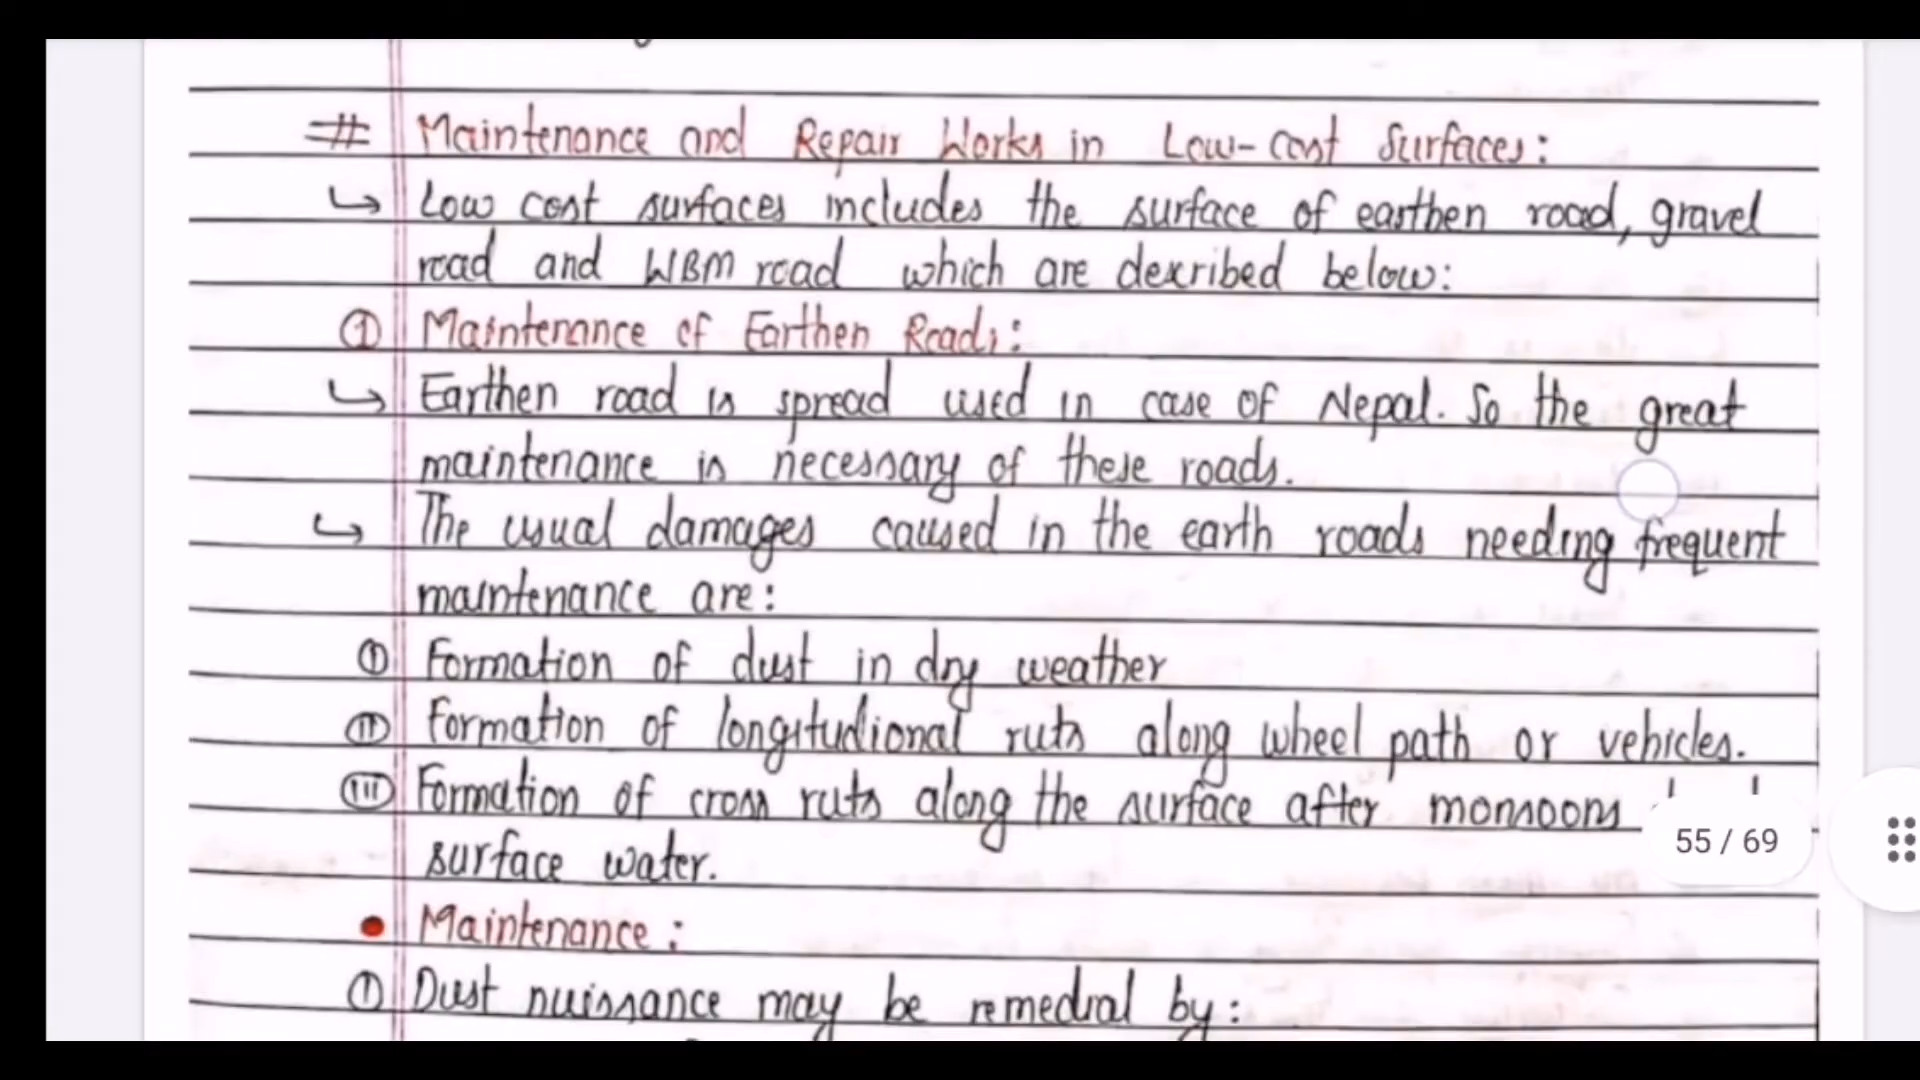 # Maintenance and Repair Works in Low-cost Surfaces:
↳ Low cost surfaces includes the surface of earthen road, gravel
road and WBM road which are described below:
① Maintenance of Earthen Roads:
↳ Earthen road is spread used in case of Nepal. So the great
maintenance is necessary of these roads.
↳ The usual damages caused in the earth roads needing frequent
maintenance are:
① Formation of dust in dry weather
ⅱ Formation of longitudional ruts along wheel path or vehicles.
ⅲ Formation of cross ruts along the surface after monsoons
surface water.
• Maintenance:
① Dust nuissance may be remedial by:
55 / 69